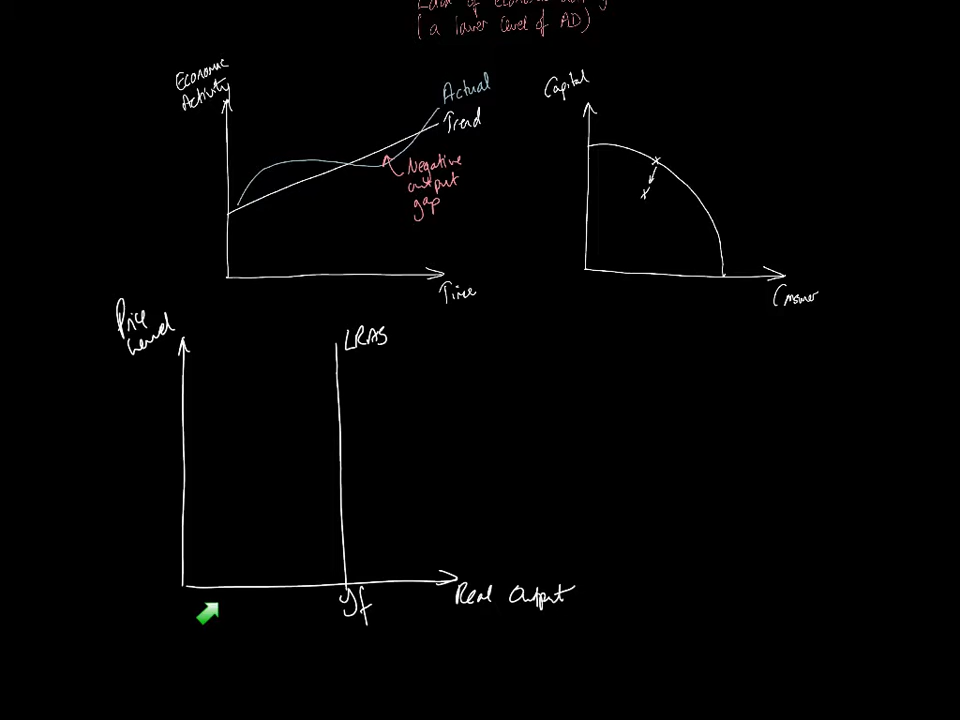 of
(a lower level of AD)
Economic
Activity
Actual
Trend
Negative
output
gap
Time
Capital
Price
Level
LRAS
Yf
Real Output